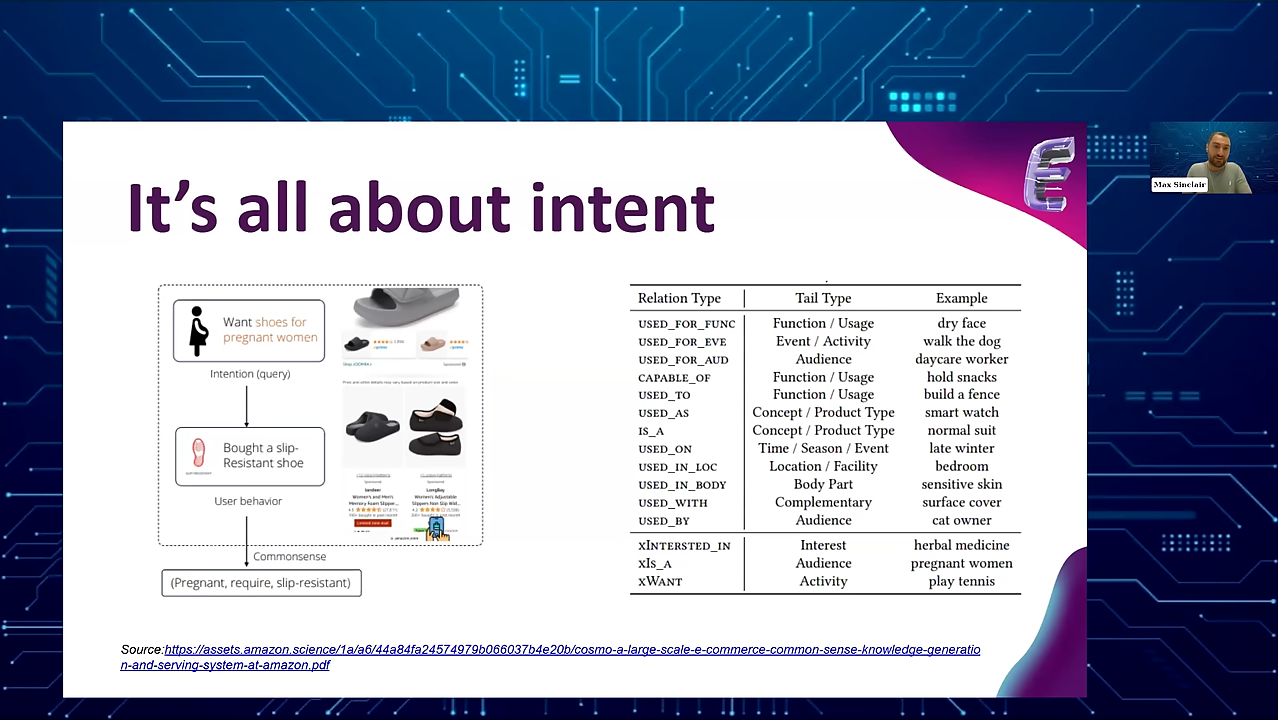 It's all about intent
Want shoes for
pregnant women
Intention (query)
Bought a slip-
Resistant shoe
User behavior
Commonsense
(Pregnant, require, slip-resistant)
Relation Type Tail Type Example
USED_FOR_FUNC Function / Usage dry face
USED_FOR_EVE Event / Activity walk the dog
USED_FOR_AUD Audience daycare worker
CAPABLE_OF Function / Usage hold snacks
USED_TO Function / Usage build a fence
USED_AS Concept / Product Type smart watch
IS_A Concept / Product Type normal suit
USED_ON Time / Season / Event late winter
USED_IN_LOC Location / Facility bedroom
USED_IN_BODY Body Part sensitive skin
USED_WITH Complementary surface cover
USED_BY Audience cat owner
xINTERSTED_IN Interest herbal medicine
xIS_A Audience pregnant women
xWANT Activity play tennis
Source:https://assets.amazon.science/1a/a6/44a84fa24574979b066037b4e20b/cosmo-a-large-scale-e-commerce-common-sense-knowledge-generatio
n-and-serving-system-at-amazon.pdf
Max Sinclair